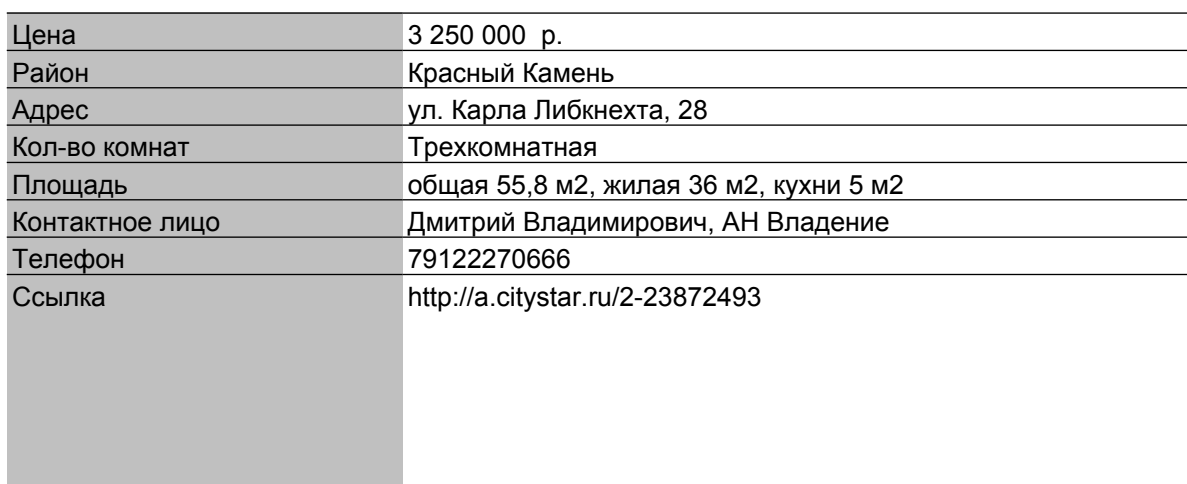 Цена 3 250 000 р.
Район Красный Камень
Адрес ул. Карла Либкнехта, 28
Кол-во комнат Трехкомнатная
Площадь общая 55,8 м2, жилая 36 м2, кухни 5 м2
Контактное лицо Дмитрий Владимирович, АН Владение
Телефон 79122270666
Ссылка http://a.citystar.ru/2-23872493